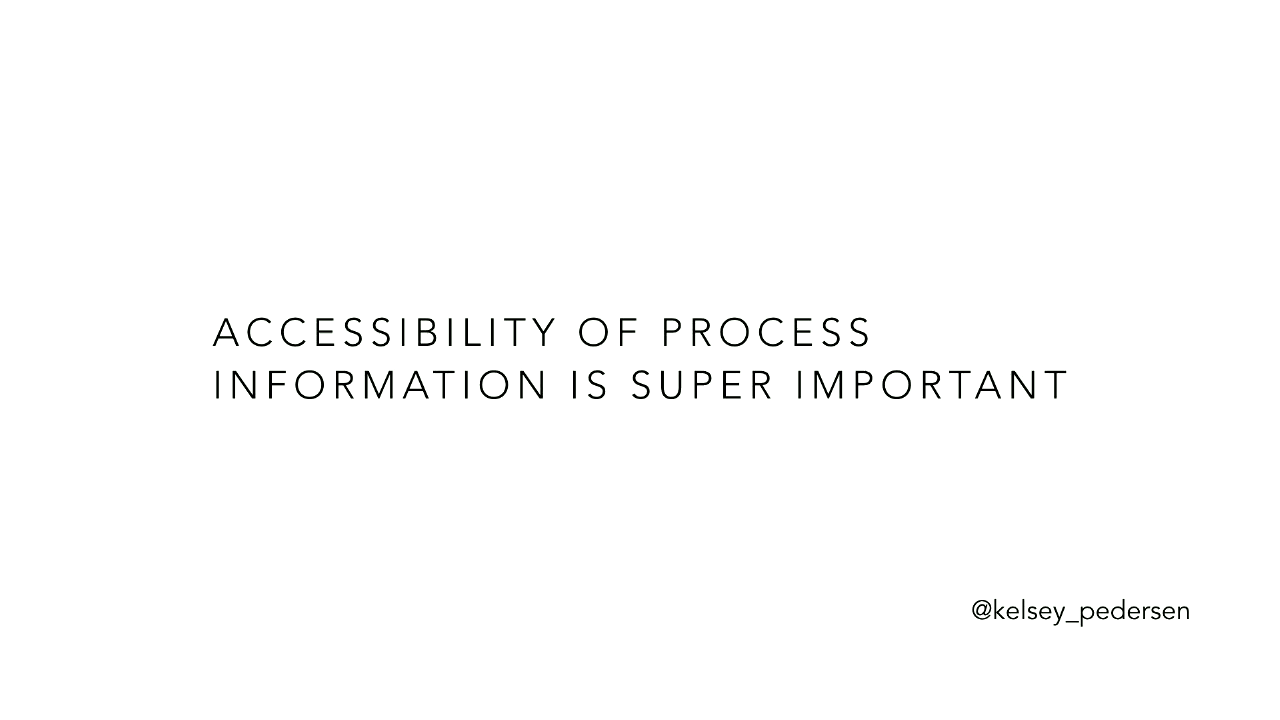 ACCESSIBILITY OF PROCESS
INFORMATION IS SUPER IMPORTANT
@kelsey_pedersen